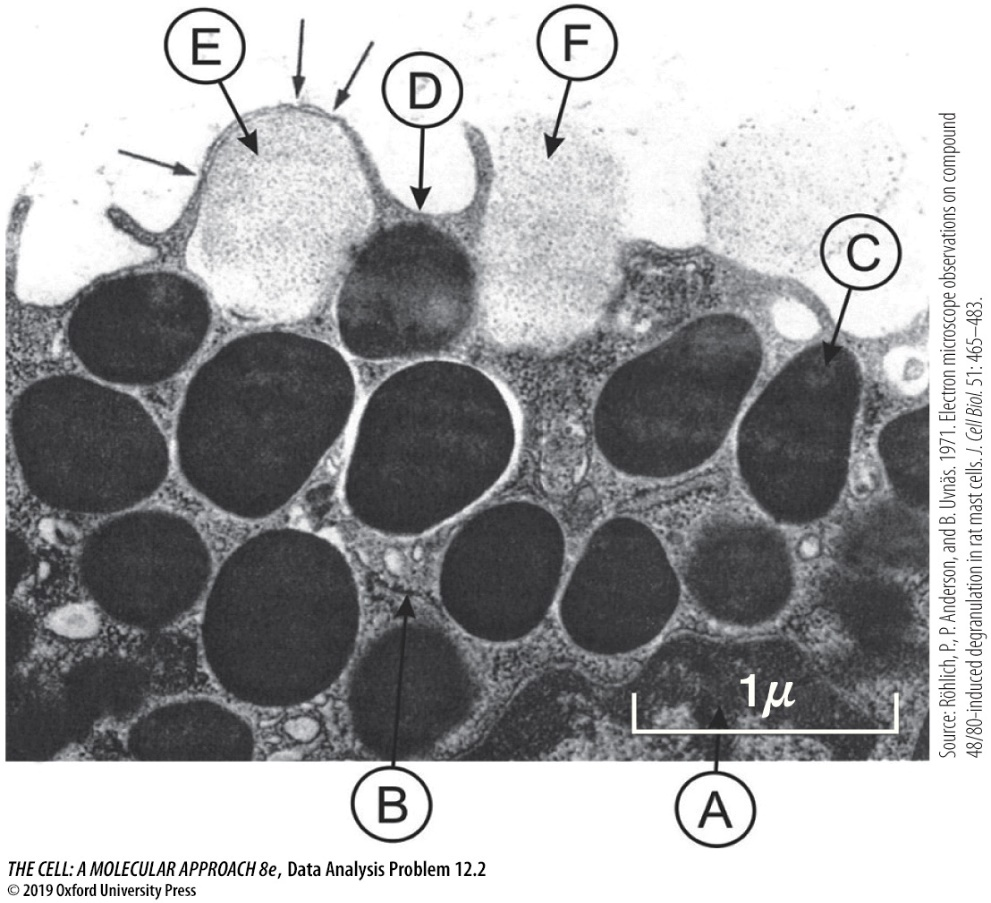 E
F
D
C
1μ
B
A
Source: Röhlich, P., P. Anderson, and B. Uvnäs. 1971. Electron microscope observations on compound
48/80-induced degranulation in rat mast cells. J. Cell Biol. 51: 465–483.
THE CELL: A MOLECULAR APPROACH 8e, Data Analysis Problem 12.2
© 2019 Oxford University Press